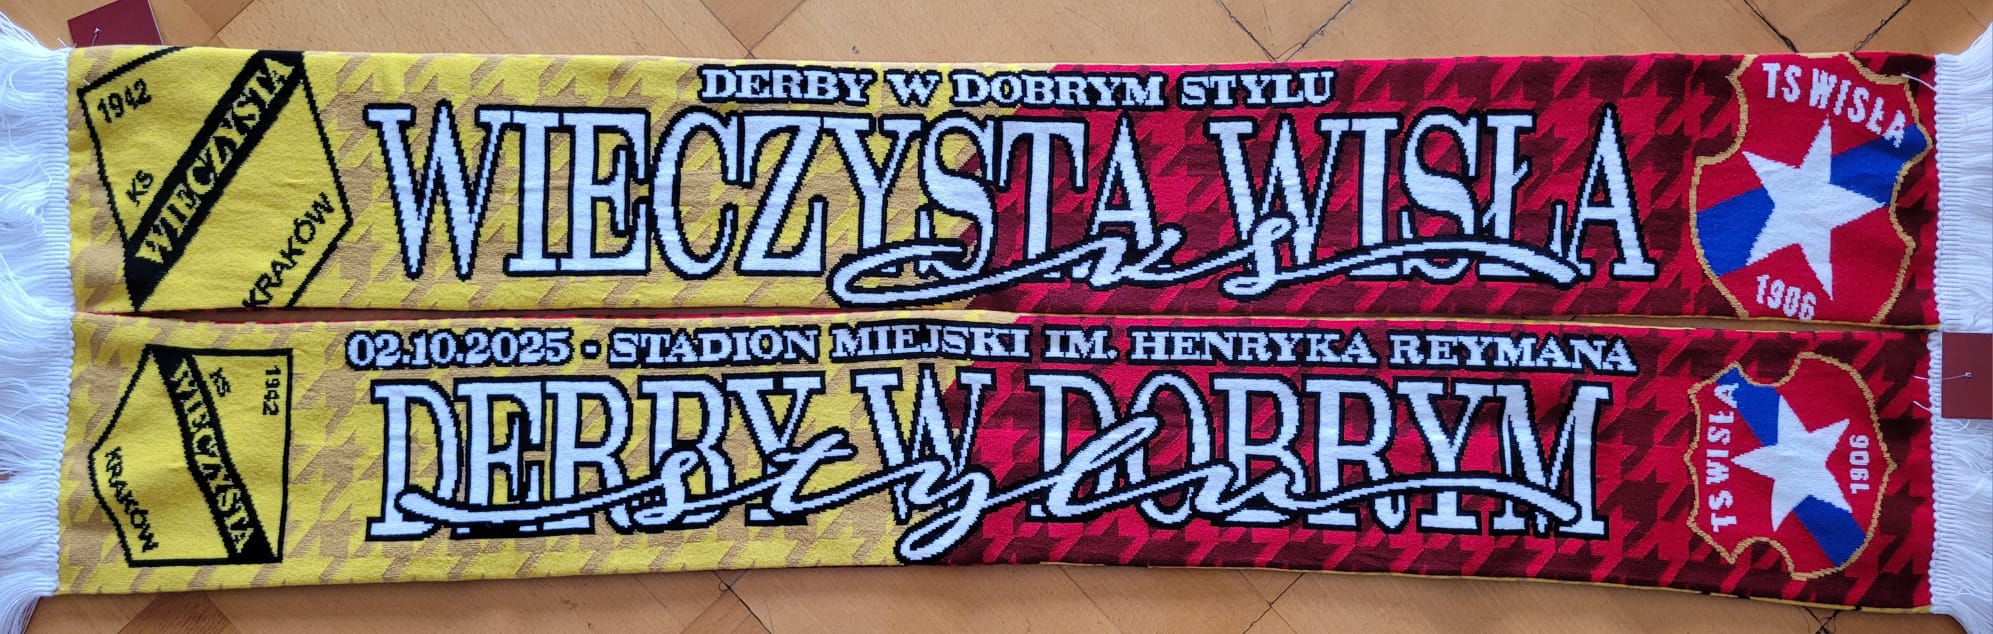 DERBY W DOBRYM STYLU
1942
KS
WIECZYSTA
KRAKÓW
WIECZYSTA WISŁA
CKS
TS WISŁA
1906
02.10.2025 · STADION MIEJSKI IM. HENRYKA REYMANA
1942
KS
WIECZYSTA
KRAKÓW
DERBY W DOBRYM
stylu
TS WISŁA
1906